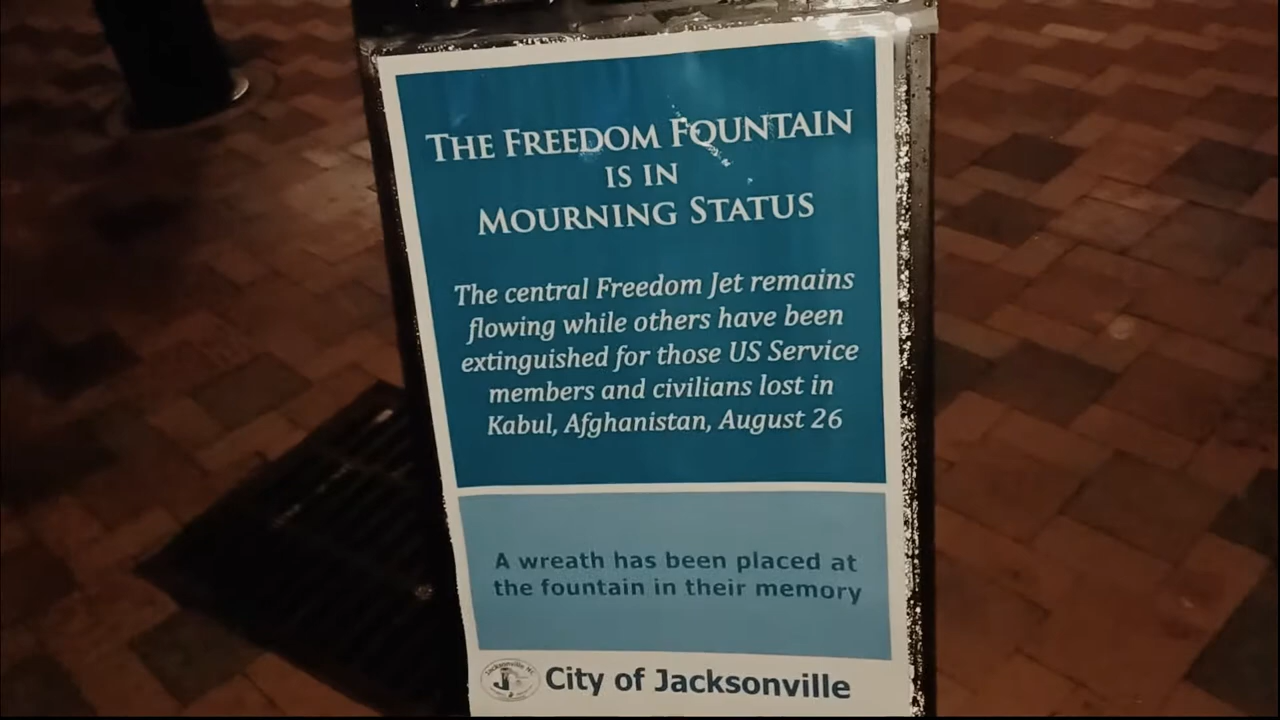 THE FREEDOM FOUNTAIN
IS IN
MOURNING STATUS
The central Freedom Jet remains
flowing while others have been
extinguished for those US Service
members and civilians lost in
Kabul, Afghanistan, August 26
A wreath has been placed at
the fountain in their memory
Jacksonville
City of Jacksonville